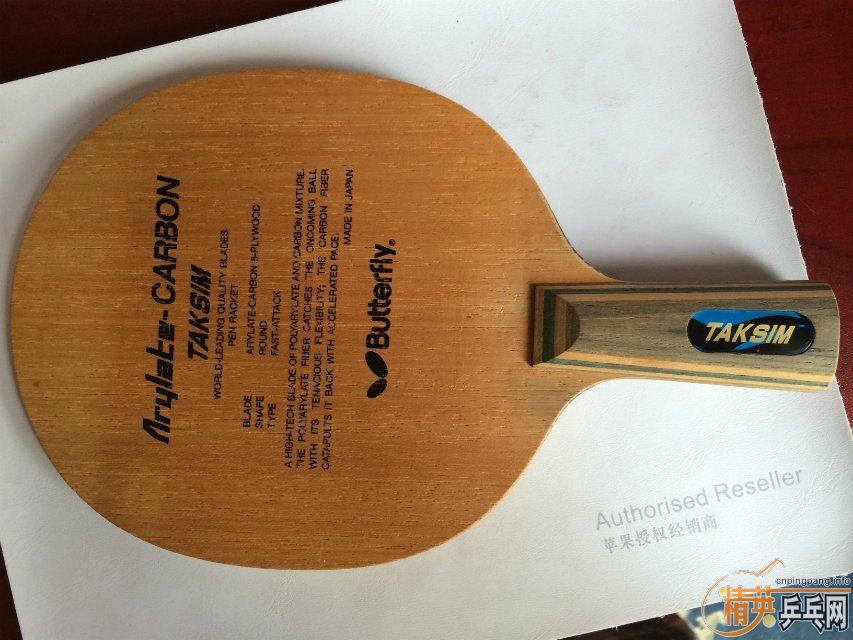 Arylate-CARBON
TAKSIM
WORLD-LEADING QUALITY BLADES
PEN RACKET
BLADE ARYLATE-CARBON 5-PLYWOOD
SHAPE ROUND
TYPE FAST-ATTACK
A HIGH-TECH BLADE OF POLYARYLATE AND CARBON MIXTURE.
THE POLYARYLATE FIBER CATCHES THE ONCOMING BALL
WITH ITS TENACIOUS FLEXIBILITY; THE CARBON FIBER
CATAPULTS IT BACK WITH ACCELERATED PACE.
MADE IN JAPAN
Butterfly®
TAKSIM
Authorised Reseller
苹果授权经销商
cnpingpang.info
精英乒乓网